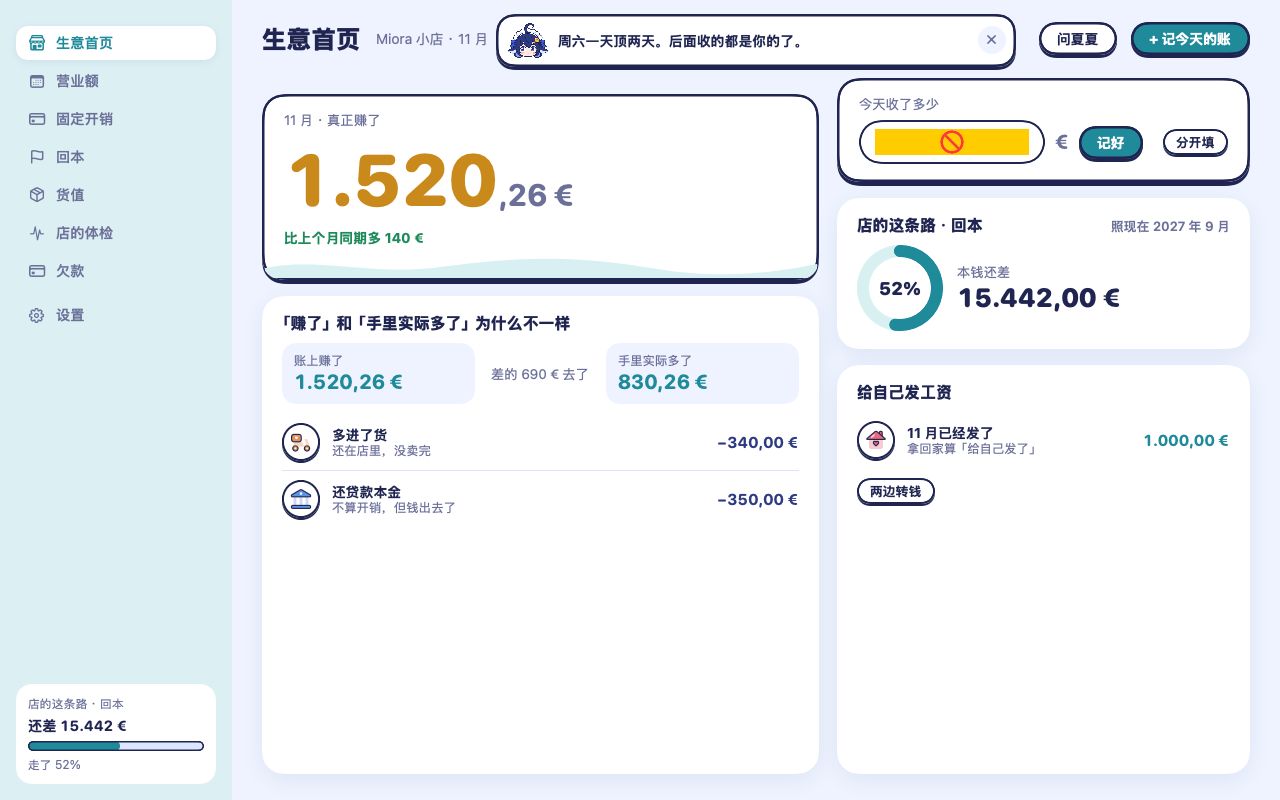 生意首页
营业额
固定开销
回本
货值
店的体检
欠款
设置
店的这条路 · 回本
还差 15.442 €
走了 52%
生意首页
Miora 小店 · 11 月
周六一天顶两天。后面收的都是你的了。
问夏夏
+ 记今天的账
11 月 · 真正赚了
1.520,26 €
比上个月同期多 140 €
「赚了」和「手里实际多了」为什么不一样
账上赚了
1.520,26 €
差的 690 € 去了
手里实际多了
830,26 €
多进了货
还在店里，没卖完
−340,00 €
还贷款本金
不算开销，但钱出去了
−350,00 €
今天收了多少
€
记好
分开填
店的这条路 · 回本
照现在 2027 年 9 月
52%
本钱还差
15.442,00 €
给自己发工资
11 月已经发了
拿回家算「给自己发了」
1.000,00 €
两边转钱